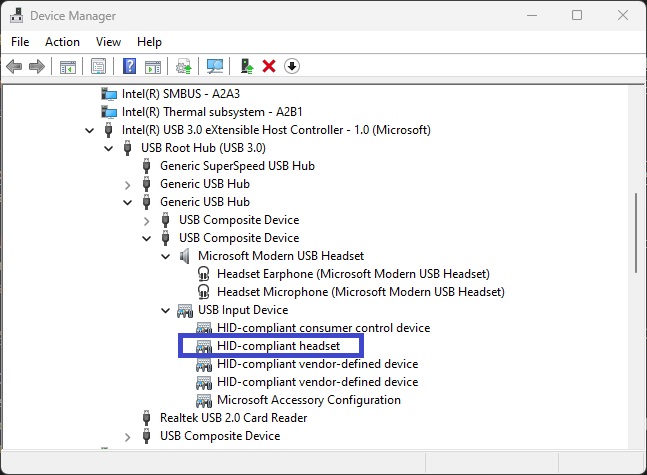 Device Manager
File Action View Help
Intel(R) SMBUS - A2A3
Intel(R) Thermal subsystem - A2B1
Intel(R) USB 3.0 eXtensible Host Controller - 1.0 (Microsoft)
USB Root Hub (USB 3.0)
Generic SuperSpeed USB Hub
Generic USB Hub
Generic USB Hub
USB Composite Device
USB Composite Device
Microsoft Modern USB Headset
Headset Earphone (Microsoft Modern USB Headset)
Headset Microphone (Microsoft Modern USB Headset)
USB Input Device
HID-compliant consumer control device
HID-compliant headset
HID-compliant vendor-defined device
HID-compliant vendor-defined device
Microsoft Accessory Configuration
Realtek USB 2.0 Card Reader
USB Composite Device